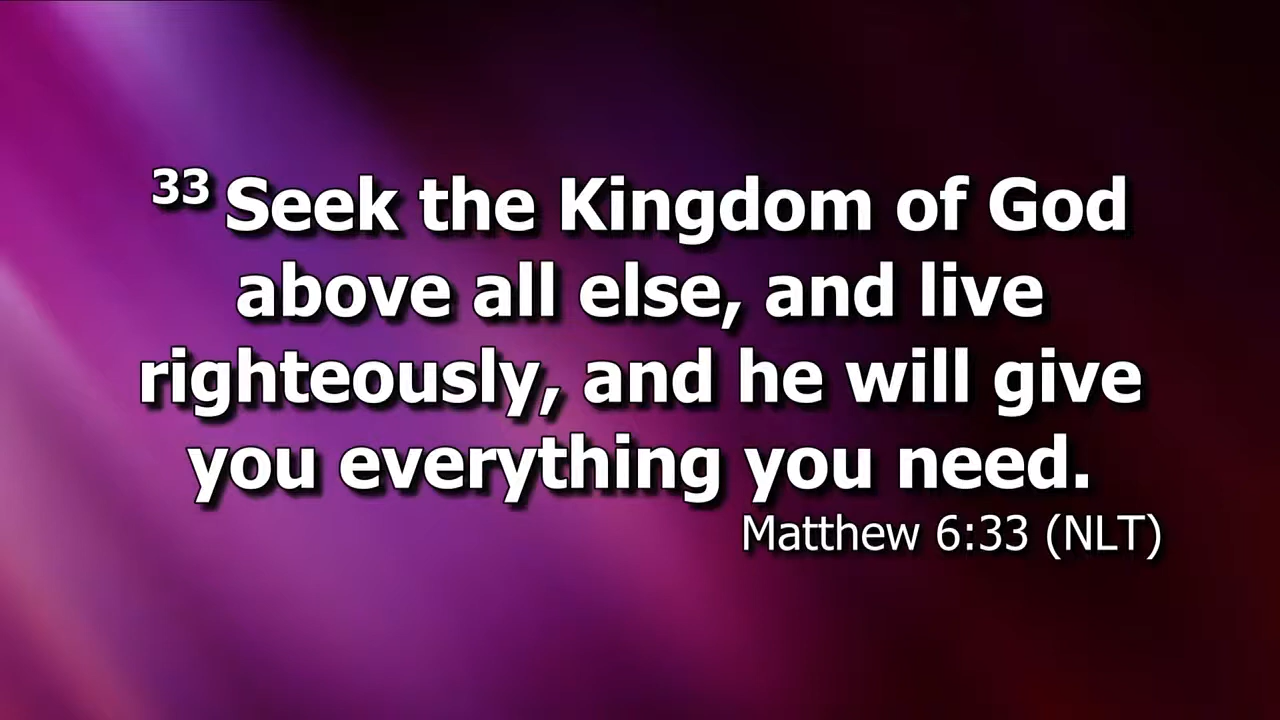 33 Seek the Kingdom of God
above all else, and live
righteously, and he will give
you everything you need.
Matthew 6:33 (NLT)